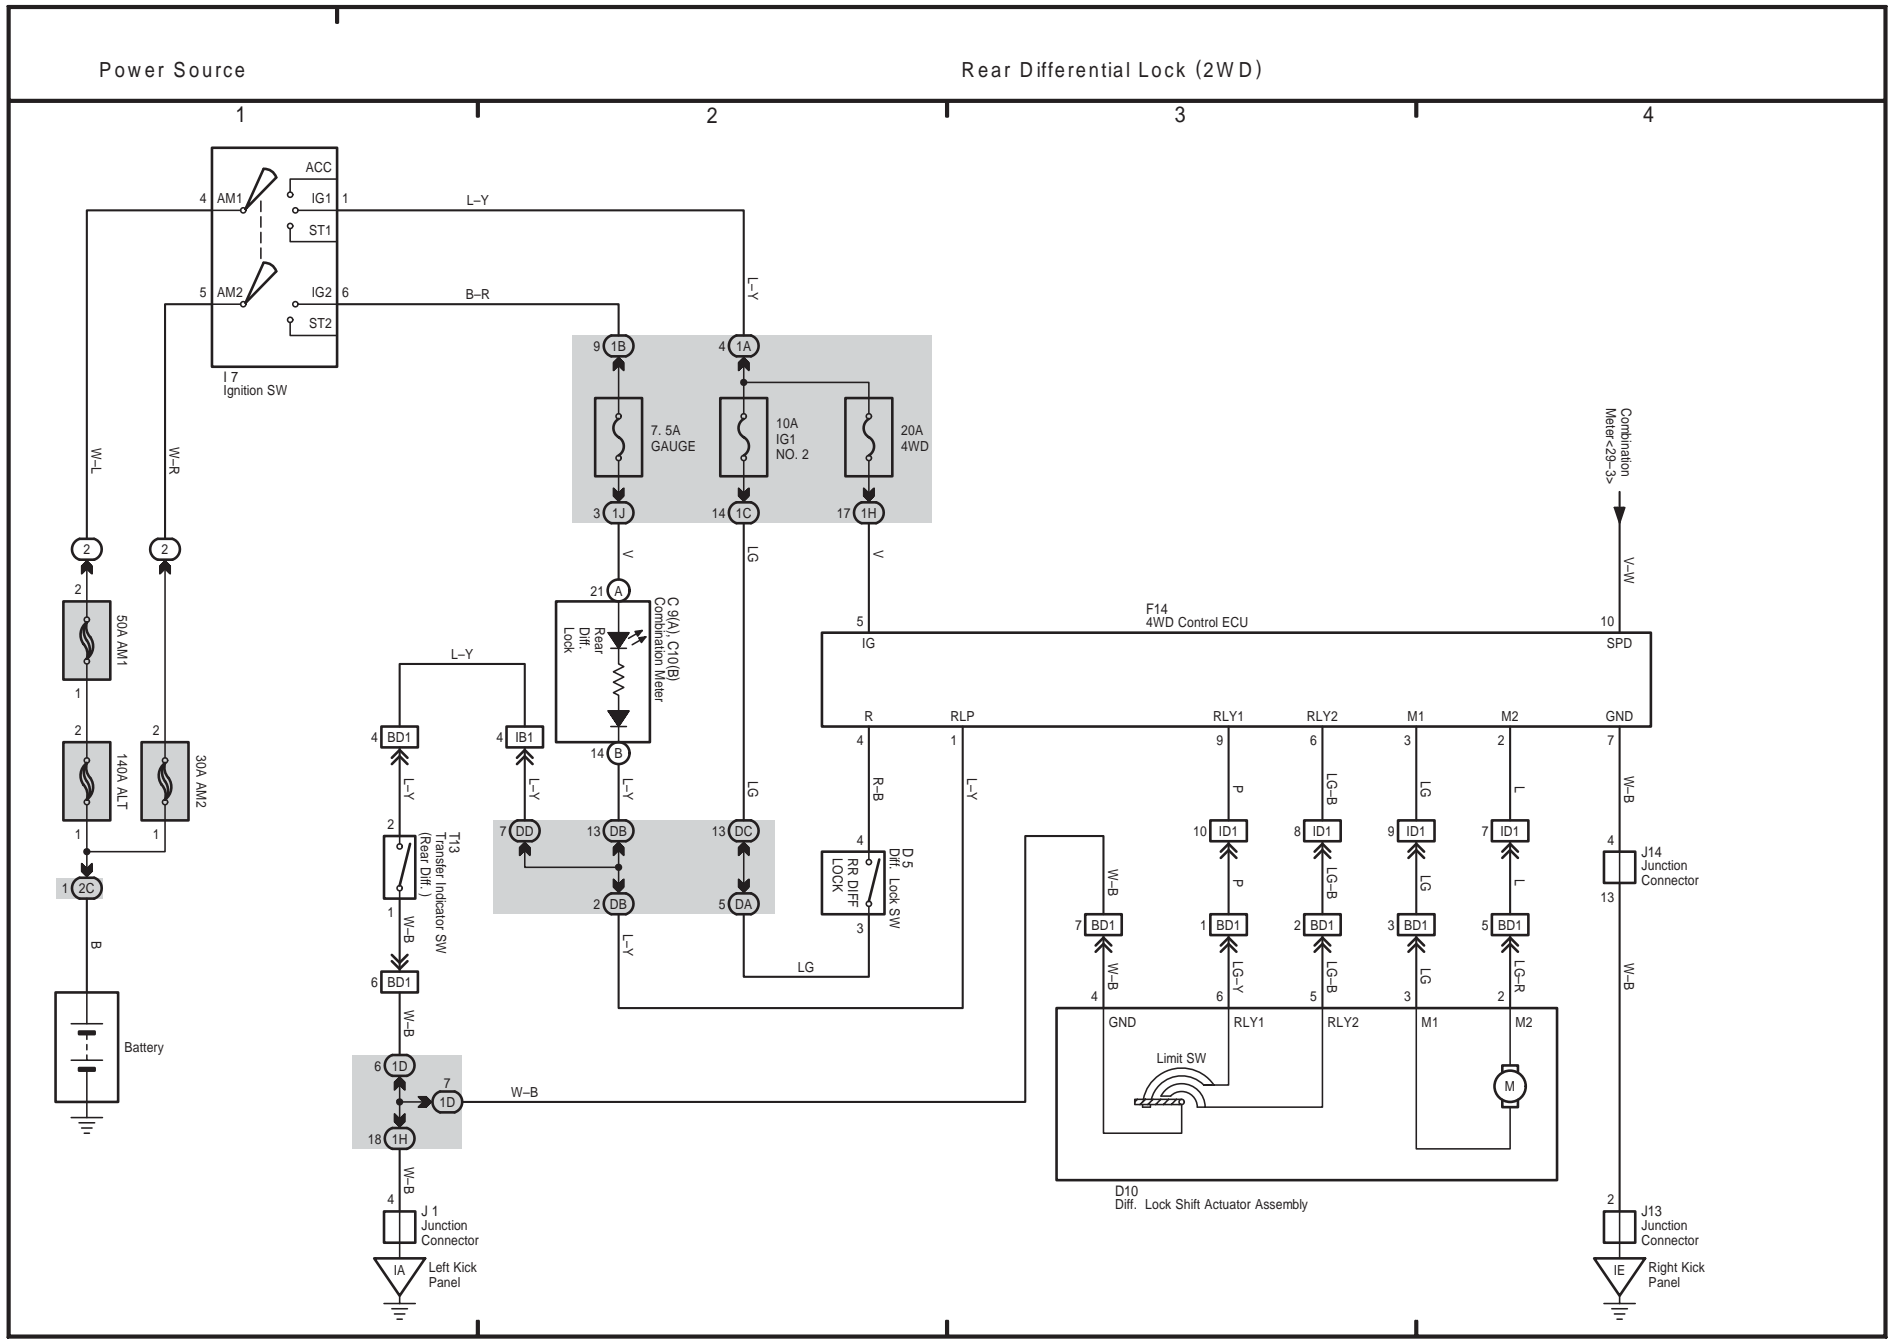 Power Source
Rear Differential Lock (2WD)
1
2
3
4
ACC
4
AM1
IG1
1
L–Y
ST1
L–Y
5
AM2
IG2
6
B–R
ST2
I 7
Ignition SW
9
1B
4
1A
W–L
W–R
7. 5A
GAUGE
10A
IG1
NO. 2
20A
4WD
Combination
Meter<29–3>
3
1J
14
1C
17
1H
2
2
V
LG
V
V–W
2
50A AM1
1
21
A
C 9(A), C10(B)
Combination Meter
Rear
Diff.
Lock
14
B
F14
4WD Control ECU
5
IG
10
SPD
R
RLP
RLY1
RLY2
M1
M2
GND
4
1
9
6
3
2
7
L–Y
4
BD1
4
IB1
2
140A ALT
1
2
30A AM2
1
L–Y
L–Y
L–Y
LG
R–B
L–Y
P
LG–B
LG
L
W–B
7
DD
13
DB
13
DC
10
ID1
8
ID1
9
ID1
7
ID1
2
T13
Transfer Indicator SW
(Rear Diff. )
1
4
D 5
Diff. Lock SW
RR DIFF
LOCK
3
4
J14
Junction
Connector
13
1
2C
2
DB
5
DA
W–B
P
LG–B
LG
L
W–B
B
W–B
L–Y
LG
7
BD1
1
BD1
2
BD1
3
BD1
5
BD1
6
BD1
W–B
LG–Y
LG–B
LG
LG–R
W–B
4
GND
6
RLY1
5
RLY2
3
M1
2
M2
Battery
Limit SW
M
6
1D
7
1D
W–B
18
1H
W–B
D10
Diff. Lock Shift Actuator Assembly
4
J 1
Junction
Connector
2
J13
Junction
Connector
IA
Left Kick
Panel
IE
Right Kick
Panel